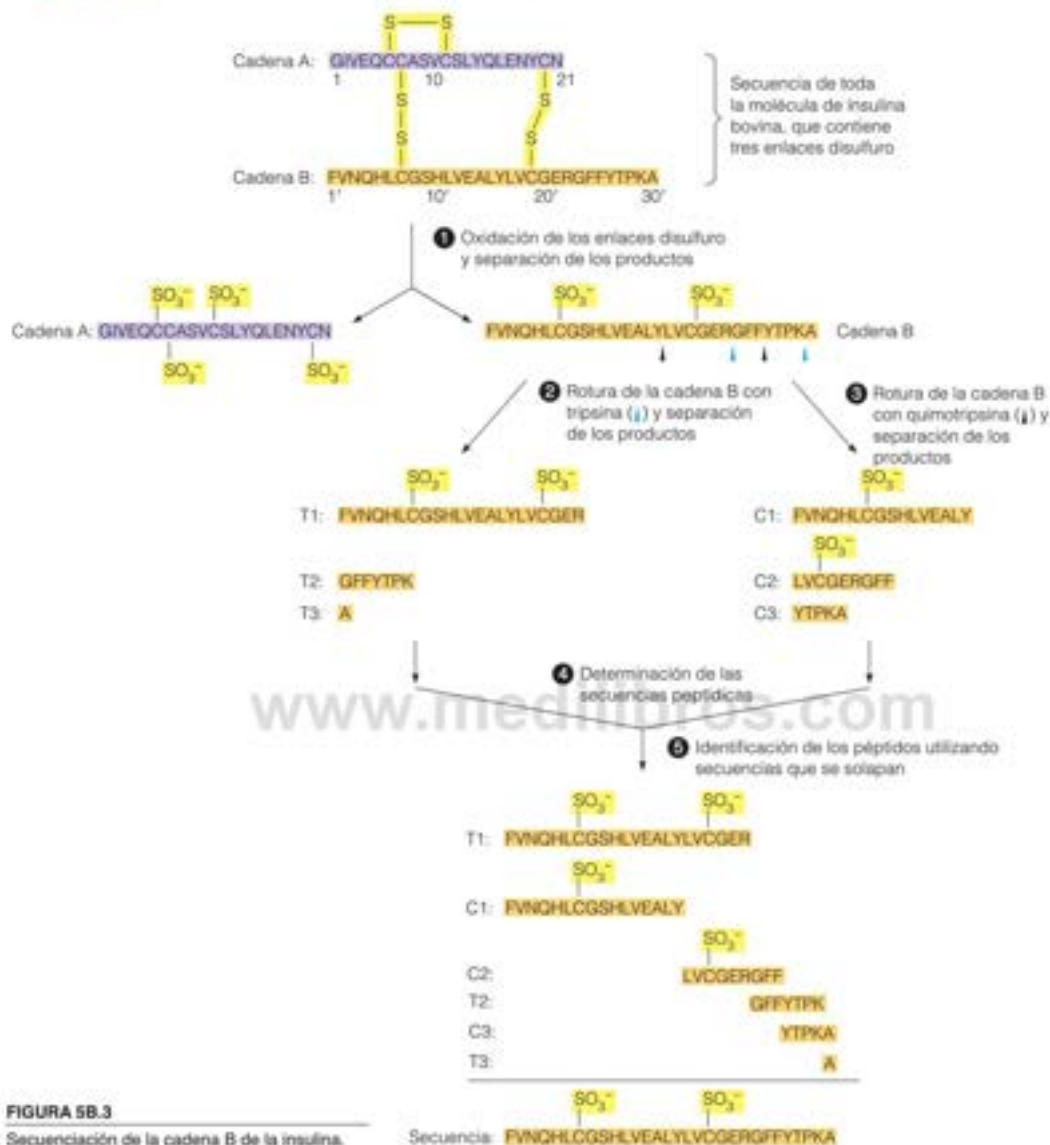 S S
Cadena A: GIVEQCCASVCSLYQLENYCN
1 10 21
S S
S S
Cadena B: FVNQHLCGSHLVEALYLVCGERGFFYTPKA
1' 10' 20' 30'
Secuencia de toda
la molécula de insulina
bovina, que contiene
tres enlaces disulfuro
1 Oxidación de los enlaces disulfuro
y separación de los productos
SO₃⁻ SO₃⁻
Cadena A: GIVEQCCASVCSLYQLENYCN
SO₃⁻ SO₃⁻
SO₃⁻ SO₃⁻
FVNQHLCGSHLVEALYLVCGERGFFYTPKA Cadena B
2 Rotura de la cadena B con
tripsina () y separación
de los productos
3 Rotura de la cadena B
con quimotripsina () y
separación de los
productos
SO₃⁻ SO₃⁻
T1: FVNQHLCGSHLVEALYLVCGER
T2: GFFYTPK
T3: A
SO₃⁻
C1: FVNQHLCGSHLVEALY
SO₃⁻
C2: LVCGERGFF
C3: YTPKA
4 Determinación de las
secuencias peptídicas
www.medilibros.com
5 Identificación de los péptidos utilizando
secuencias que se solapan
SO₃⁻ SO₃⁻
T1: FVNQHLCGSHLVEALYLVCGER
SO₃⁻
C1: FVNQHLCGSHLVEALY
SO₃⁻
C2: LVCGERGFF
T2: GFFYTPK
C3: YTPKA
T3: A
SO₃⁻ SO₃⁻
Secuencia: FVNQHLCGSHLVEALYLVCGERGFFYTPKA
FIGURA 5B.3
Secuenciación de la cadena B de la insulina.